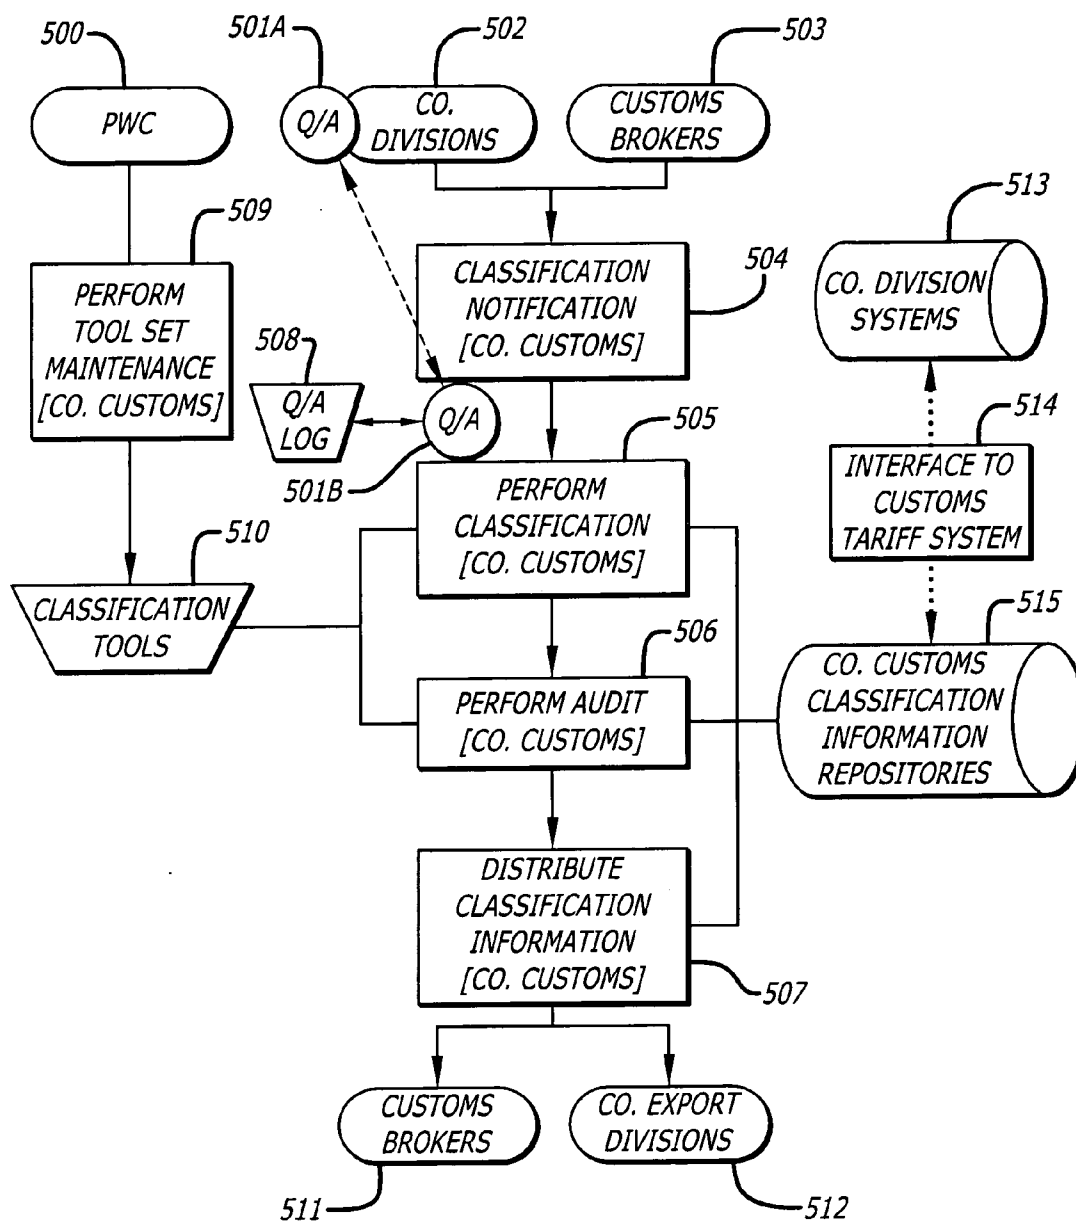 500
501A
502
503
PWC
Q/A
CO.
DIVISIONS
CUSTOMS
BROKERS
509
513
PERFORM
TOOL SET
MAINTENANCE
[CO. CUSTOMS]
CLASSIFICATION
NOTIFICATION
[CO. CUSTOMS]
504
CO. DIVISION
SYSTEMS
508
Q/A
LOG
Q/A
501B
505
514
PERFORM
CLASSIFICATION
[CO. CUSTOMS]
INTERFACE TO
CUSTOMS
TARIFF SYSTEM
510
CLASSIFICATION
TOOLS
506
515
PERFORM AUDIT
[CO. CUSTOMS]
CO. CUSTOMS
CLASSIFICATION
INFORMATION
REPOSITORIES
DISTRIBUTE
CLASSIFICATION
INFORMATION
[CO. CUSTOMS]
507
CUSTOMS
BROKERS
CO. EXPORT
DIVISIONS
511
512